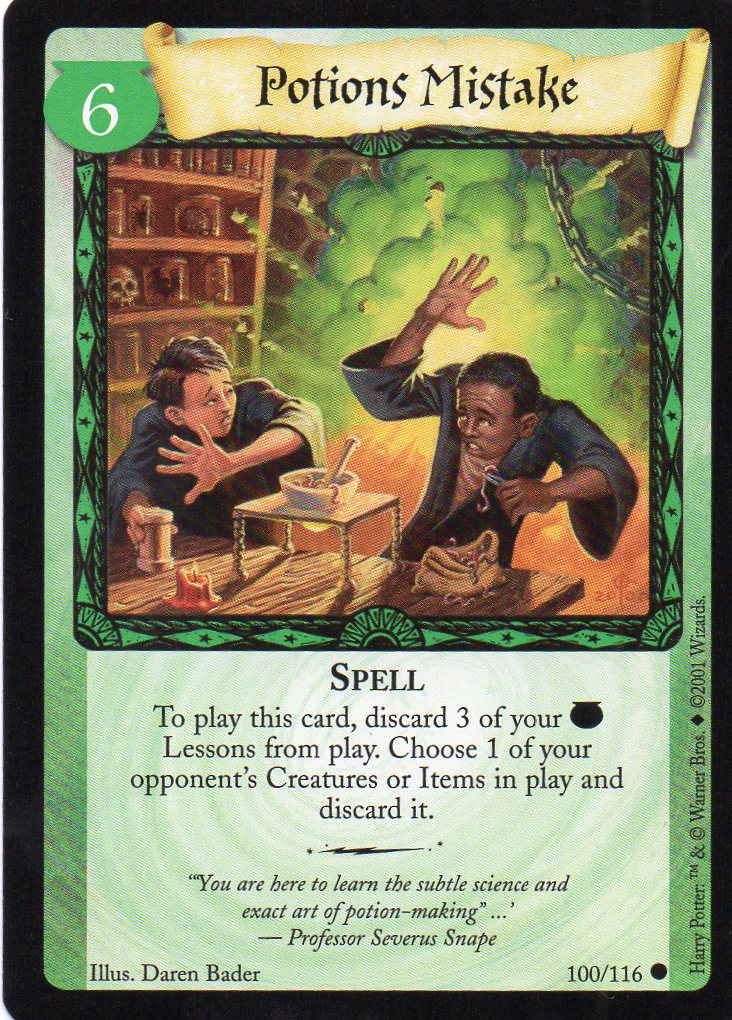 6
Potions Mistake
SPELL
To play this card, discard 3 of your
Lessons from play. Choose 1 of your
opponent's Creatures or Items in play and
discard it.
“‘You are here to learn the subtle science and
exact art of potion-making” ...’
— Professor Severus Snape
Illus. Daren Bader
100/116 ●
Harry Potter: ™ & © Warner Bros. ◆ ©2001 Wizards.